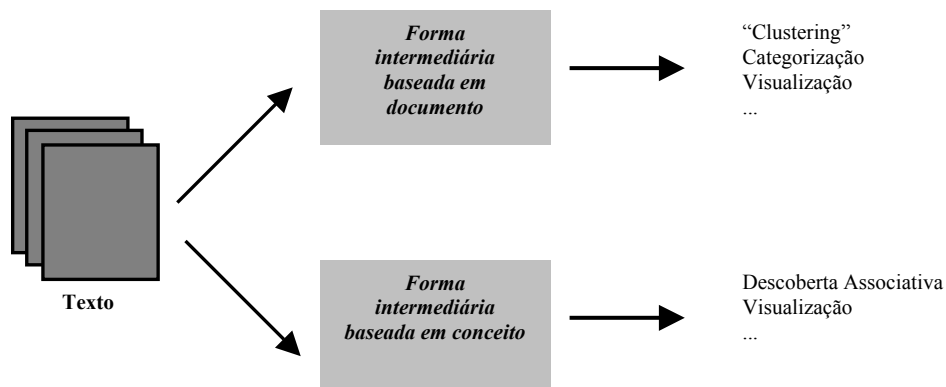 Forma
intermediária
baseada em
documento
“Clustering”
Categorização
Visualização
...
Texto
Forma
intermediária
baseada em conceito
Descoberta Associativa
Visualização
...